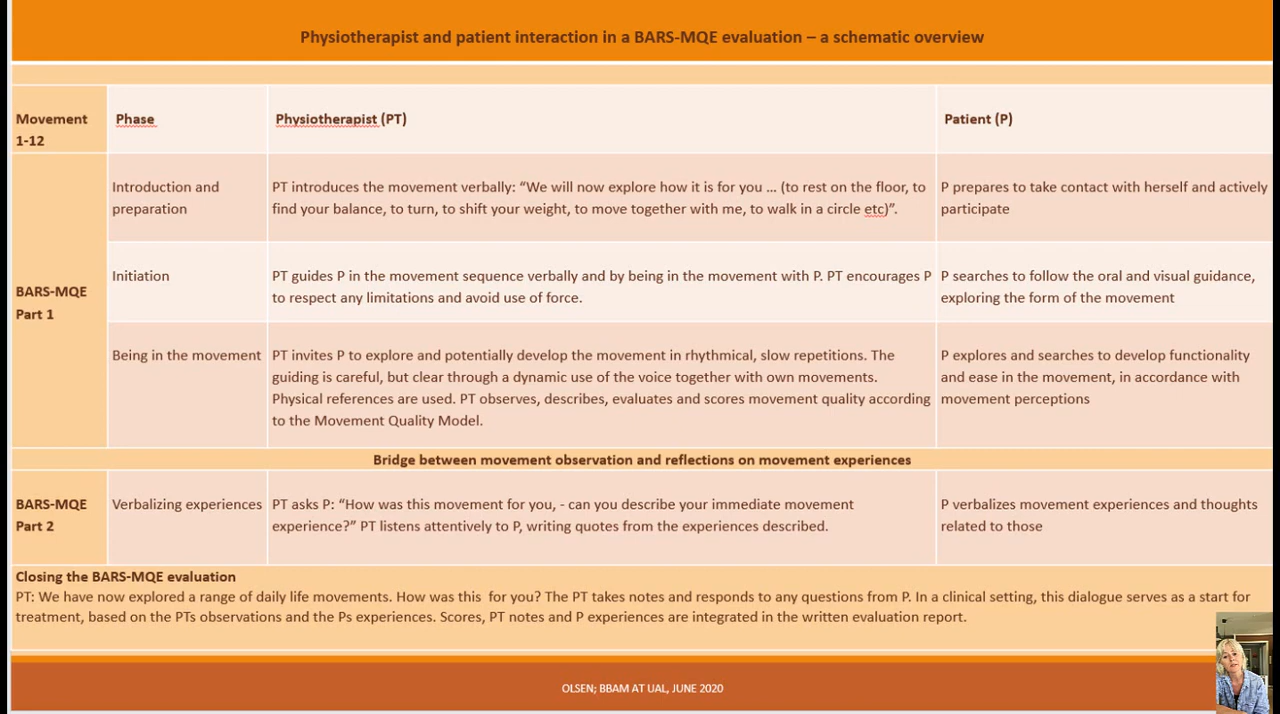 Physiotherapist and patient interaction in a BARS-MQE evaluation – a schematic overview
Movement
1-12
Phase
Physiotherapist (PT)
Patient (P)
BARS-MQE
Part 1
Introduction and
preparation
PT introduces the movement verbally: “We will now explore how it is for you … (to rest on the floor, to
find your balance, to turn, to shift your weight, to move together with me, to walk in a circle etc)”.
P prepares to take contact with herself and actively
participate
Initiation
PT guides P in the movement sequence verbally and by being in the movement with P. PT encourages P
to respect any limitations and avoid use of force.
P searches to follow the oral and visual guidance,
exploring the form of the movement
Being in the movement
PT invites P to explore and potentially develop the movement in rhythmical, slow repetitions. The
guiding is careful, but clear through a dynamic use of the voice together with own movements.
Physical references are used. PT observes, describes, evaluates and scores movement quality according
to the Movement Quality Model.
P explores and searches to develop functionality
and ease in the movement, in accordance with
movement perceptions
Bridge between movement observation and reflections on movement experiences
BARS-MQE
Part 2
Verbalizing experiences
PT asks P: “How was this movement for you, - can you describe your immediate movement
experience?” PT listens attentively to P, writing quotes from the experiences described.
P verbalizes movement experiences and thoughts
related to those
Closing the BARS-MQE evaluation
PT: We have now explored a range of daily life movements. How was this  for you? The PT takes notes and responds to any questions from P. In a clinical setting, this dialogue serves as a start for
treatment, based on the PTs observations and the Ps experiences. Scores, PT notes and P experiences are integrated in the written evaluation report.
OLSEN; BBAM AT UAL, JUNE 2020